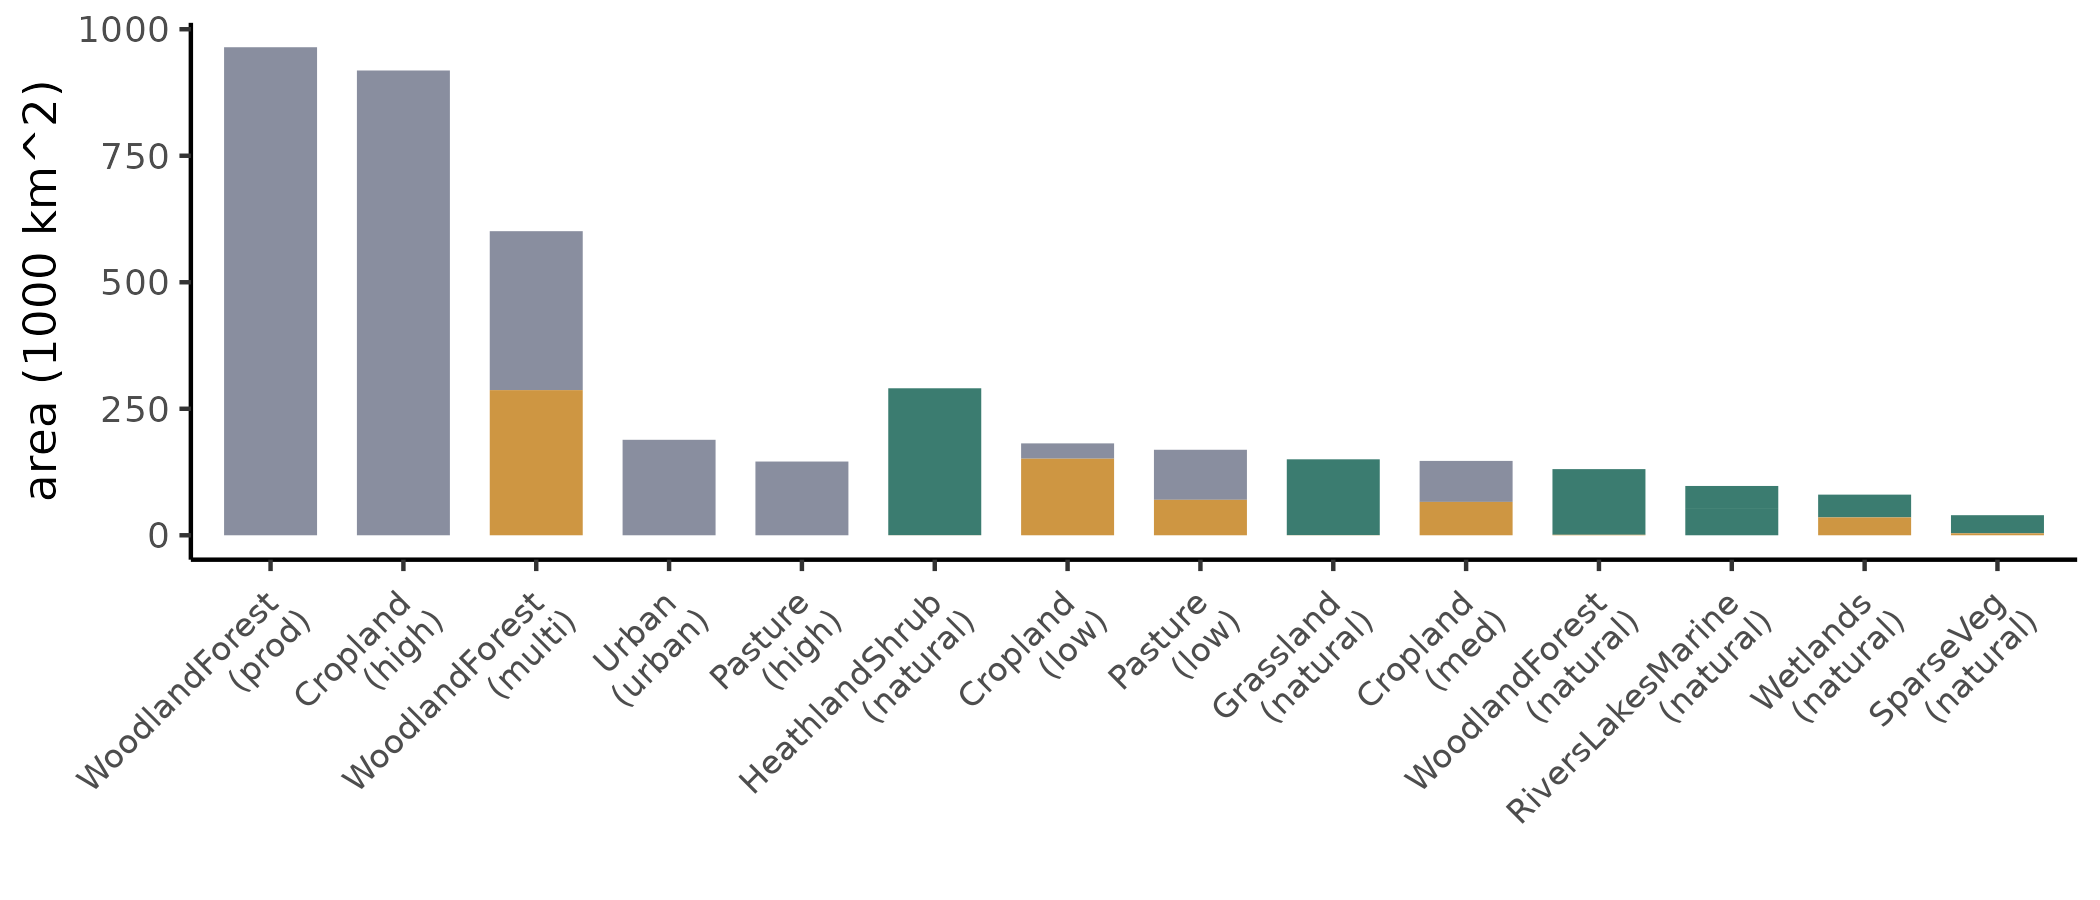 area (1000 km^2)
1000
750
500
250
0
WoodlandForest
(prod)
Cropland
(high)
WoodlandForest
(multi)
Urban
(urban)
Pasture
(high)
HeathlandShrub
(natural)
Cropland
(low)
Pasture
(low)
Grassland
(natural)
Cropland
(med)
WoodlandForest
(natural)
RiversLakesMarine
(natural)
Wetlands
(natural)
SparseVeg
(natural)